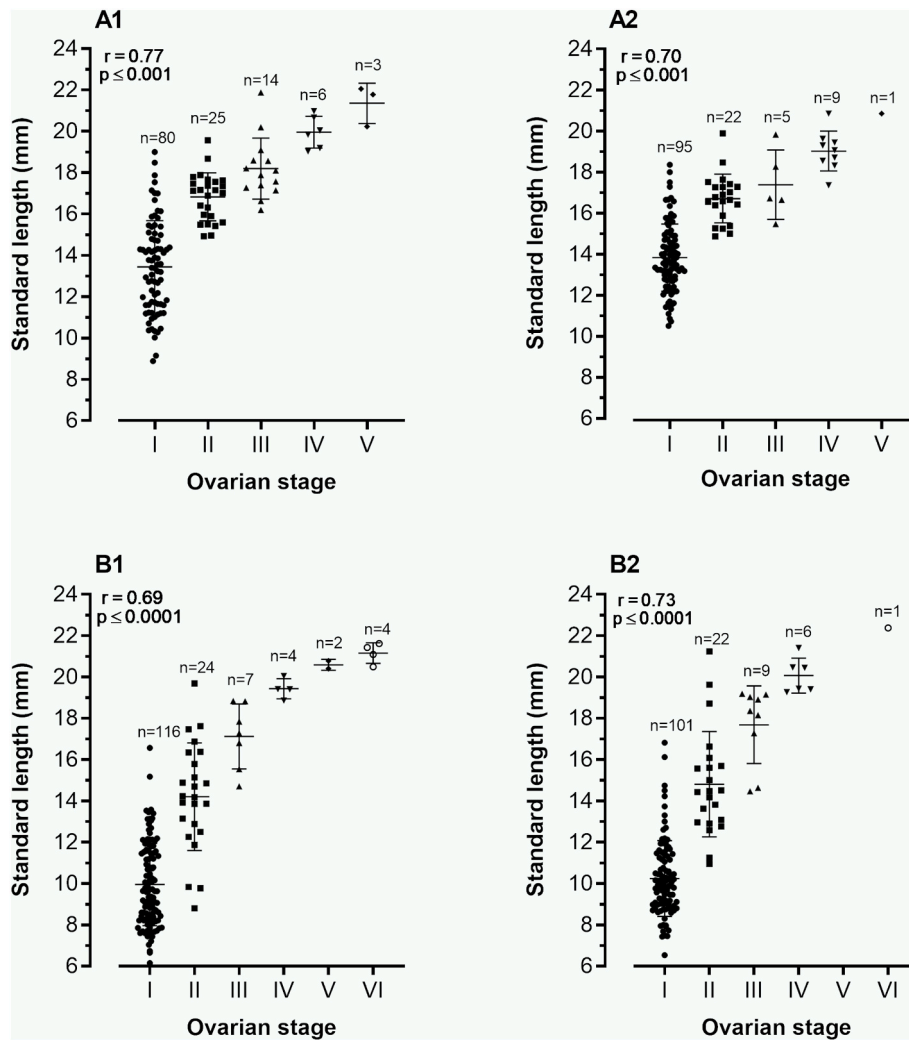 A1
r = 0.77
p ≤ 0.001
n=80
n=25
n=14
n=6
n=3
24
22
20
18
16
14
12
10
8
6
Standard length (mm)
I II III IV V
Ovarian stage
A2
r = 0.70
p ≤ 0.001
n=95
n=22
n=5
n=9
n=1
24
22
20
18
16
14
12
10
8
6
Standard length (mm)
I II III IV V
Ovarian stage
B1
r = 0.69
p ≤ 0.0001
n=116
n=24
n=7
n=4
n=2
n=4
24
22
20
18
16
14
12
10
8
6
Standard length (mm)
I II III IV V VI
Ovarian stage
B2
r = 0.73
p ≤ 0.0001
n=101
n=22
n=9
n=6
n=1
24
22
20
18
16
14
12
10
8
6
Standard length (mm)
I II III IV V VI
Ovarian stage